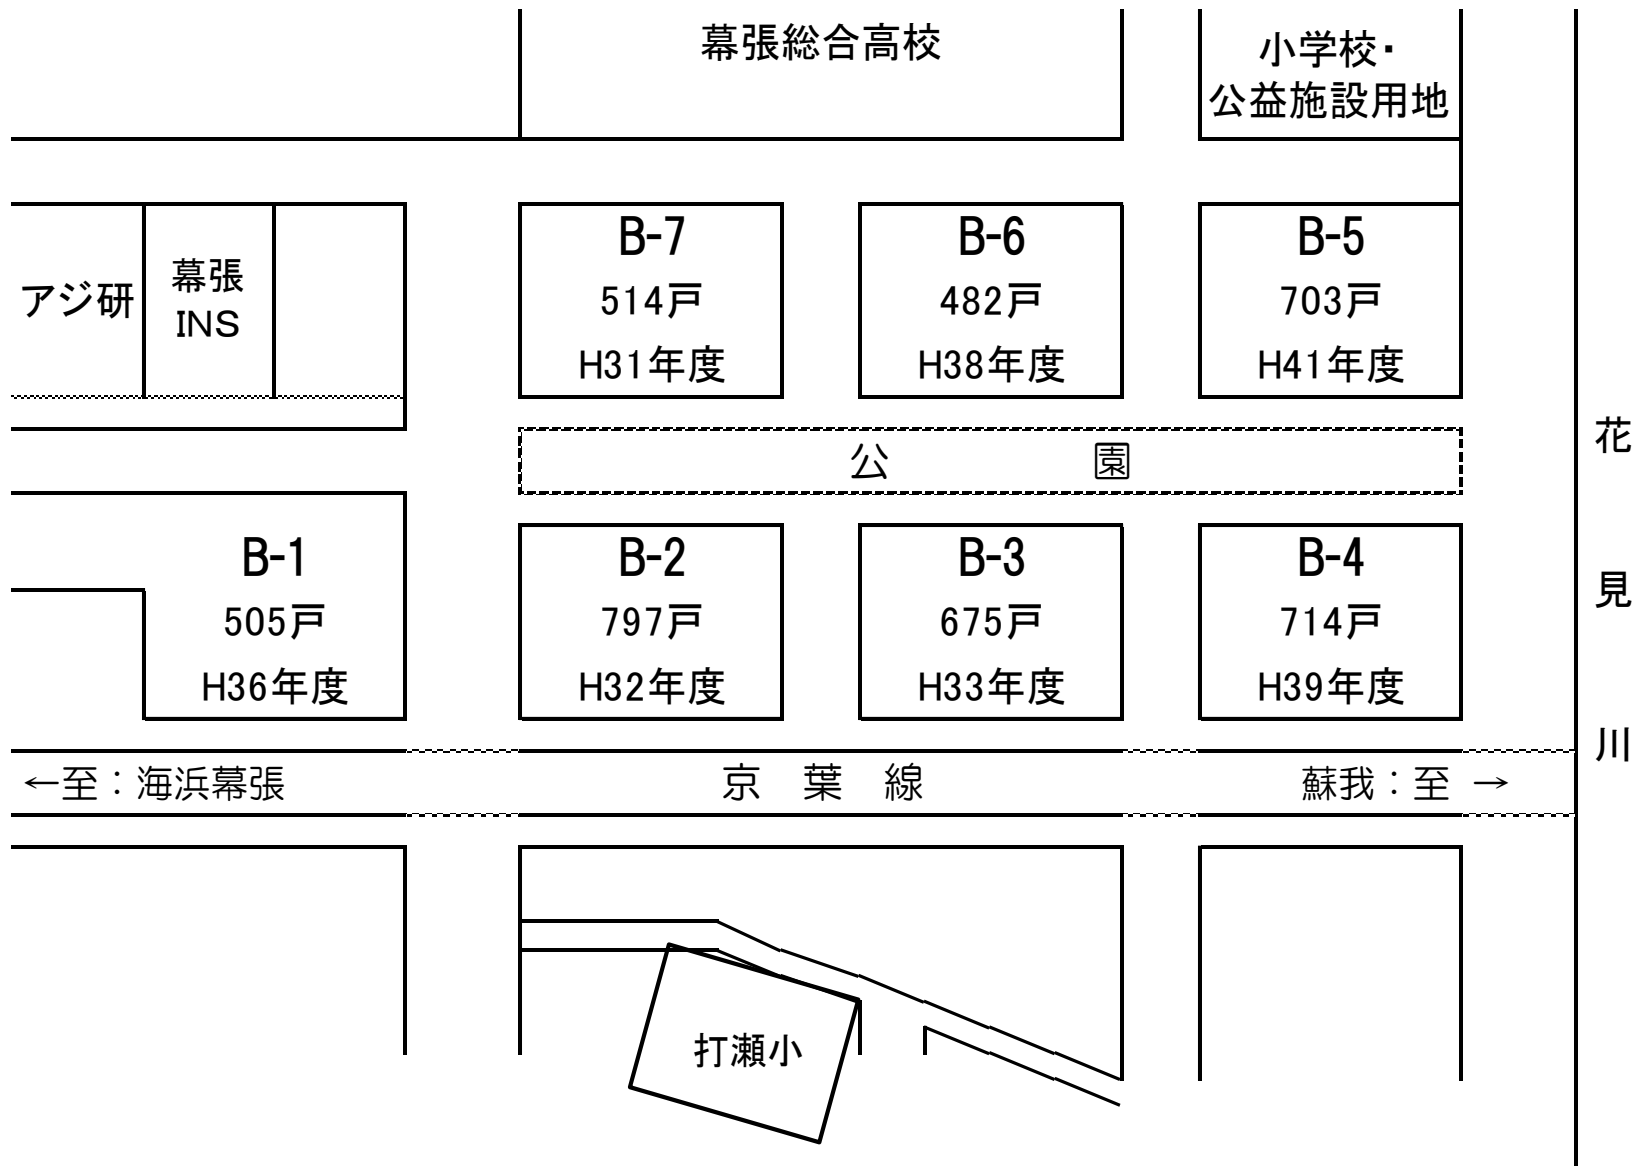 幕張総合高校
小学校・
公益施設用地
アジ研
幕張
INS
B-7
514戸
H31年度
B-6
482戸
H38年度
B-5
703戸
H41年度
公園
B-1
505戸
H36年度
B-2
797戸
H32年度
B-3
675戸
H33年度
B-4
714戸
H39年度
花見川
←至：海浜幕張
京葉線
蘇我：至 →
打瀬小